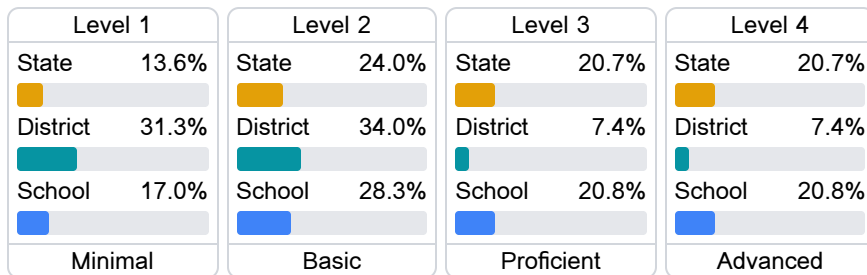 Level 1
State 13.6%
District 31.3%
School 17.0%
Minimal
Level 2
State 24.0%
District 34.0%
School 28.3%
Basic
Level 3
State 20.7%
District 7.4%
School 20.8%
Proficient
Level 4
State 20.7%
District 7.4%
School 20.8%
Advanced